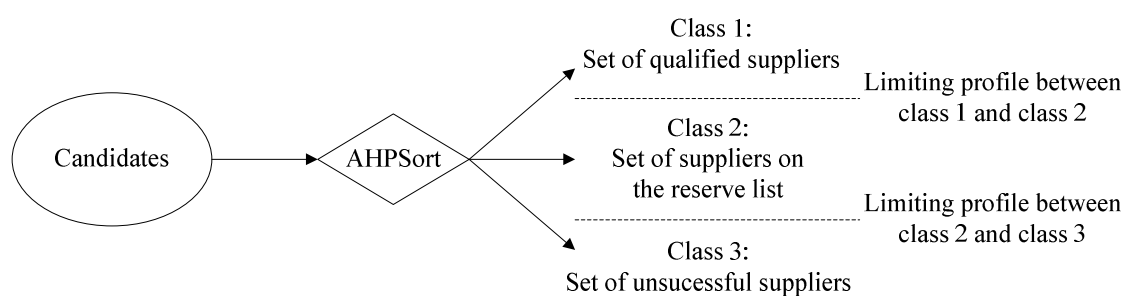 Candidates
AHPSort
Class 1:
Set of qualified suppliers
Limiting profile between
class 1 and class 2
Class 2:
Set of suppliers on
the reserve list
Limiting profile between
class 2 and class 3
Class 3:
Set of unsucessful suppliers